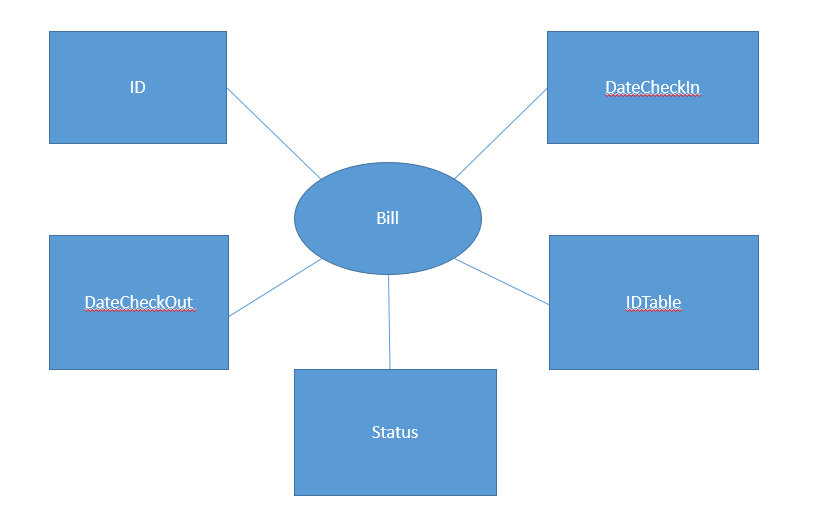 ID
DateCheckIn
Bill
DateCheckOut
IDTable
Status